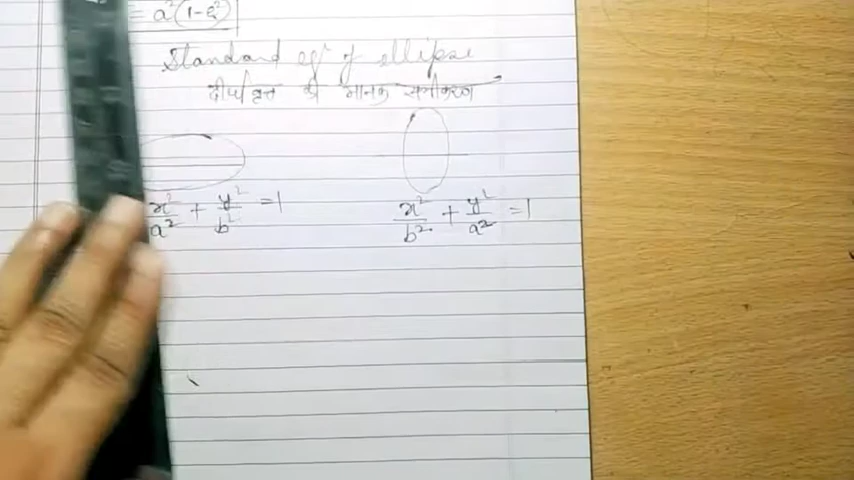 = a²(1-e²)
Standard eqⁿ of ellipse
दीर्घवृत्त की मानक समीकरण
x²/a² + y²/b² = 1
x²/b² + y²/a² = 1